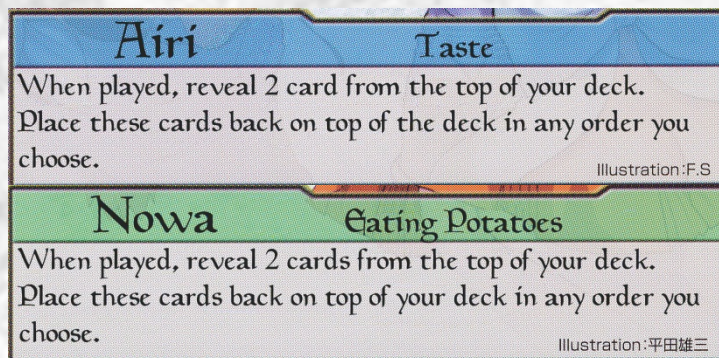 Airi Taste
When played, reveal 2 card from the top of your deck.
Place these cards back on top of the deck in any order you
choose.
Illustration:F.S
Nowa Eating Potatoes
When played, reveal 2 cards from the top of your deck.
Place these cards back on top of your deck in any order you
choose.
Illustration:平田雄三